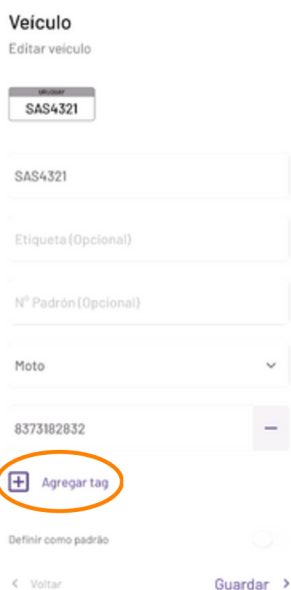 Veículo
Editar veículo
URUGUAY
SAS4321
SAS4321
Etiqueta (Opcional)
N° Padrón (Opcional)
Moto
8373182832
Agregar tag
Definir como padrão
Voltar
Guardar